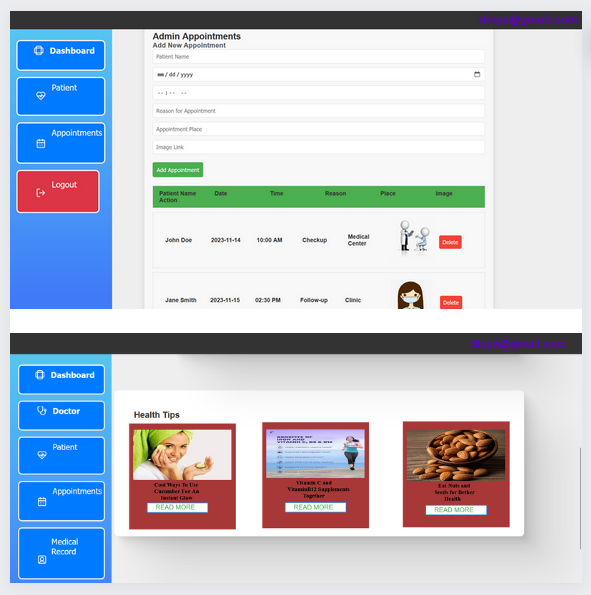 divya@gmail.com
Dashboard
Patient
Appointments
Logout
Admin Appointments
Add New Appointment
Patient Name
mm/dd/yyyy
--:-- --
Reason for Appointment
Appointment Place
Image Link
Add Appointment
Patient Name Date Time Reason Place Image
Action
John Doe 2023-11-14 10:00 AM Checkup Medical
Center
Delete
Jane Smith 2023-11-15 02:30 PM Follow-up Clinic Delete
divya@gmail.com
Dashboard
Doctor
Patient
Appointments
Medical
Record
Health Tips
Cool Ways To Use
Cucumber For An
Instant Glow
READ MORE
BENEFITS OF
Vitamin C and
VitaminB12 Supplements
Together
READ MORE
Eat Nuts and
Seeds for Better
Health
READ MORE